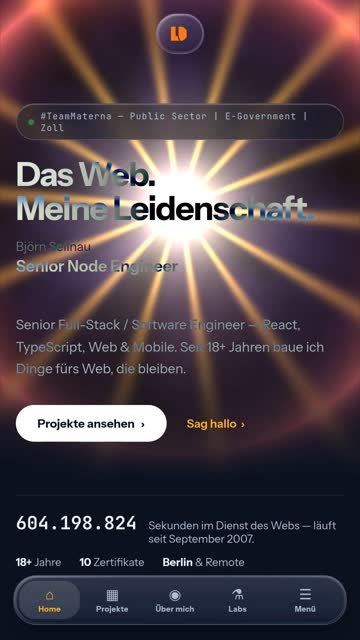 #TeamMaterna — Public Sector | E-Government |
Zoll
Das Web.
Meine Leidenschaft.
Björn Sellnau
Senior Node Engineer
Senior Full-Stack / Software Engineer — React,
TypeScript, Web & Mobile. Seit 18+ Jahren baue ich
Dinge fürs Web, die bleiben.
Projekte ansehen ›
Sag hallo ›
604.198.824 Sekunden im Dienst des Webs — läuft
seit September 2007.
18+ Jahre 10 Zertifikate Berlin & Remote
Home Projekte Über mich Labs Menü